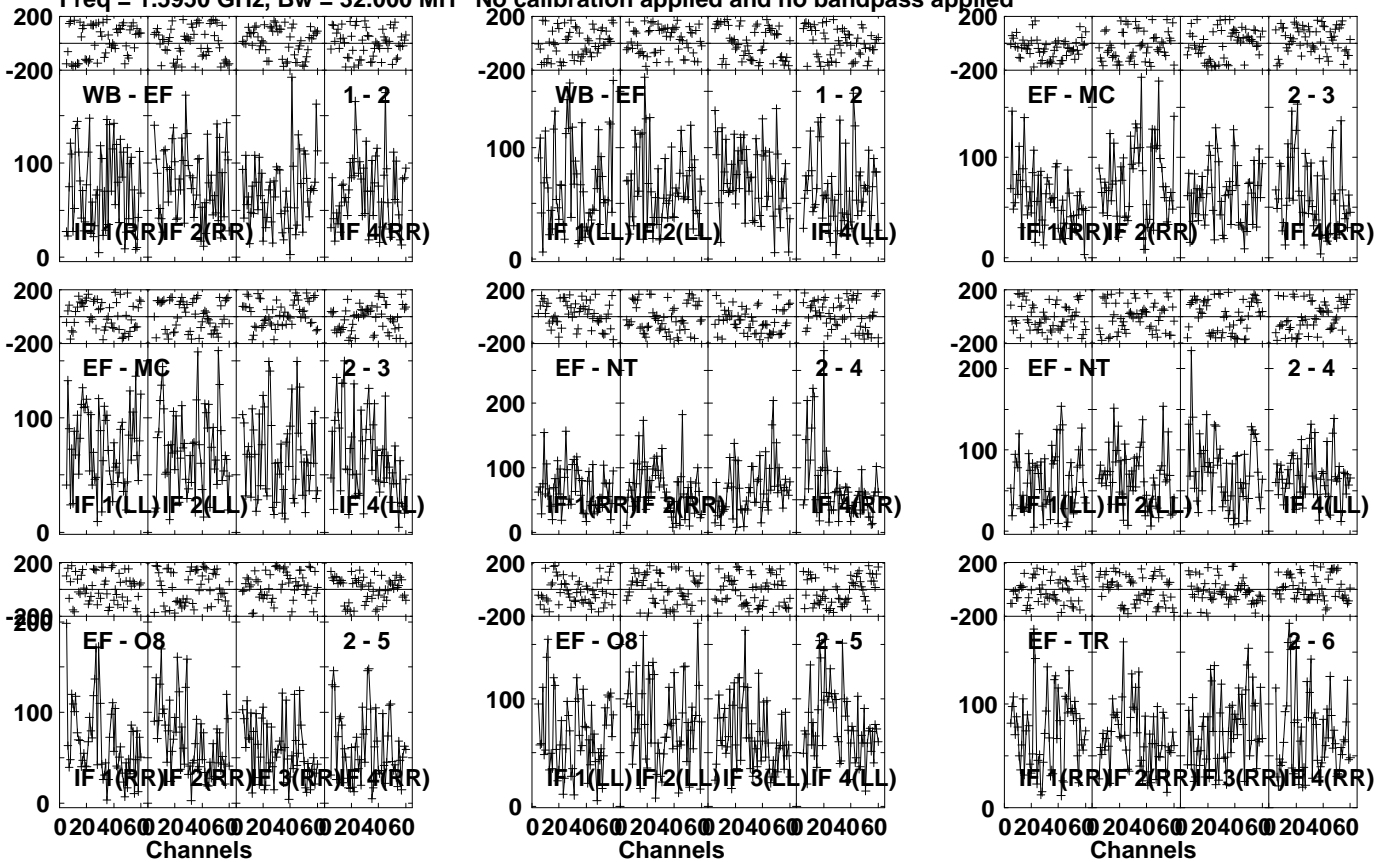 Freq = 1.5950 GHz, Bw = 32.000 MH No calibration applied and no bandpass applied
200
-200
WB - EF 1 - 2
100
IF 1(RR) IF 2(RR) IF 4(RR)
0
200
-200
WB - EF 1 - 2
100
IF 1(LL) IF 2(LL) IF 4(LL)
0
200
-200
EF - MC 2 - 3
100
IF 1(RR) IF 2(RR) IF 4(RR)
0
200
-200
EF - MC 2 - 3
100
IF 1(LL) IF 2(LL) IF 4(LL)
0
200
-200
EF - NT 2 - 4
200
100
IF 1(RR) IF 2(RR) IF 4(RR)
0
200
-200
EF - NT 2 - 4
200
100
IF 1(LL) IF 2(LL) IF 4(LL)
0
200
-200
200
EF - O8 2 - 5
100
IF 1(RR) IF 2(RR) IF 3(RR) IF 4(RR)
0
0 20 40 60 0 20 40 60 0 20 40 60 0 20 40 60
Channels
200
-200
EF - O8 2 - 5
100
IF 1(LL) IF 2(LL) IF 3(LL) IF 4(LL)
0
0 20 40 60 0 20 40 60 0 20 40 60 0 20 40 60
Channels
200
-200
EF - TR 2 - 6
100
IF 1(RR) IF 2(RR) IF 3(RR) IF 4(RR)
0
0 20 40 60 0 20 40 60 0 20 40 60 0 20 40 60
Channels